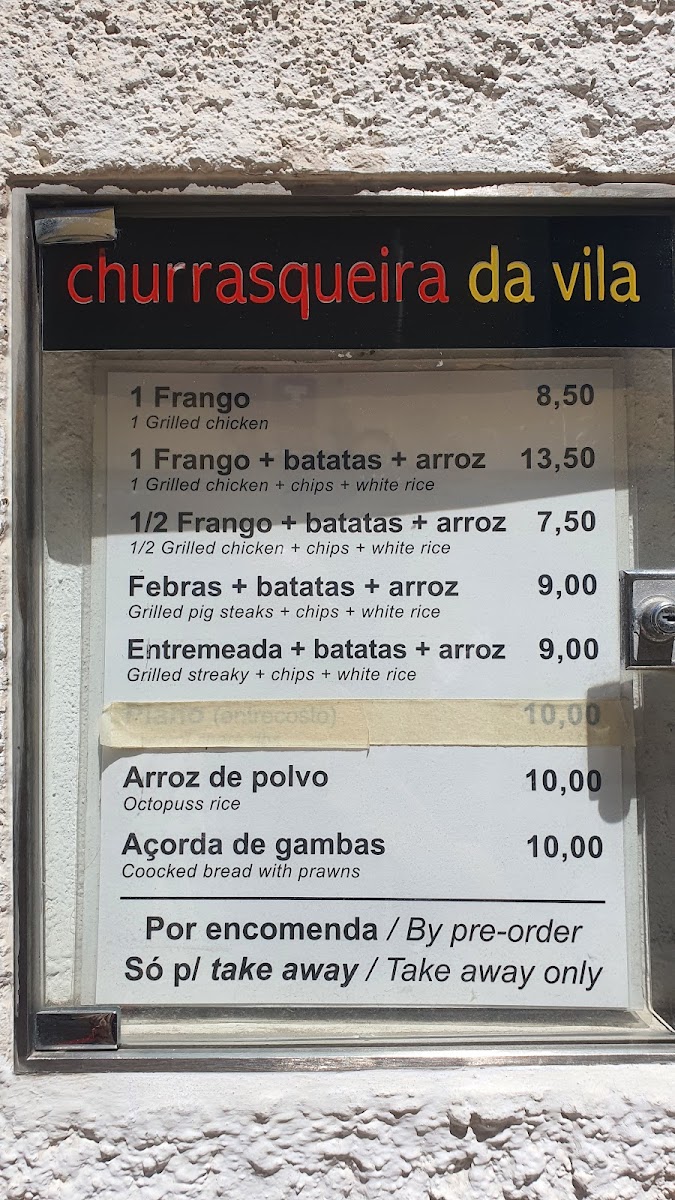 churrasqueira da vila
1 Frango 8,50
1 Grilled chicken
1 Frango + batatas + arroz 13,50
1 Grilled chicken + chips + white rice
1/2 Frango + batatas + arroz 7,50
1/2 Grilled chicken + chips + white rice
Febras + batatas + arroz 9,00
Grilled pig steaks + chips + white rice
Entremeada + batatas + arroz 9,00
Grilled streaky + chips + white rice
Piano (entrecosto) 10,00
Arroz de polvo 10,00
Octopuss rice
Açorda de gambas 10,00
Coocked bread with prawns
Por encomenda / By pre-order
Só p/ take away / Take away only